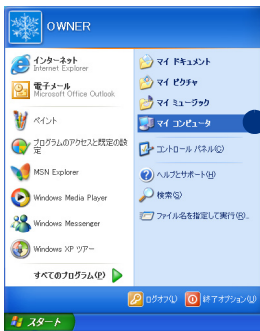 OWNER
インターネット
Internet Explorer
電子メール
Microsoft Office Outlook
ペイント
プログラムのアクセスと既定の設
定
MSN Explorer
Windows Media Player
Windows Messenger
Windows XP ツアー
すべてのプログラム(P)
マイ ドキュメント
マイ ピクチャ
マイ ミュージック
マイ コンピュータ
コントロール パネル(C)
ヘルプとサポート(H)
検索(S)
ファイル名を指定して実行(R)...
ログオフ(L)
終了オプション(U)
スタート